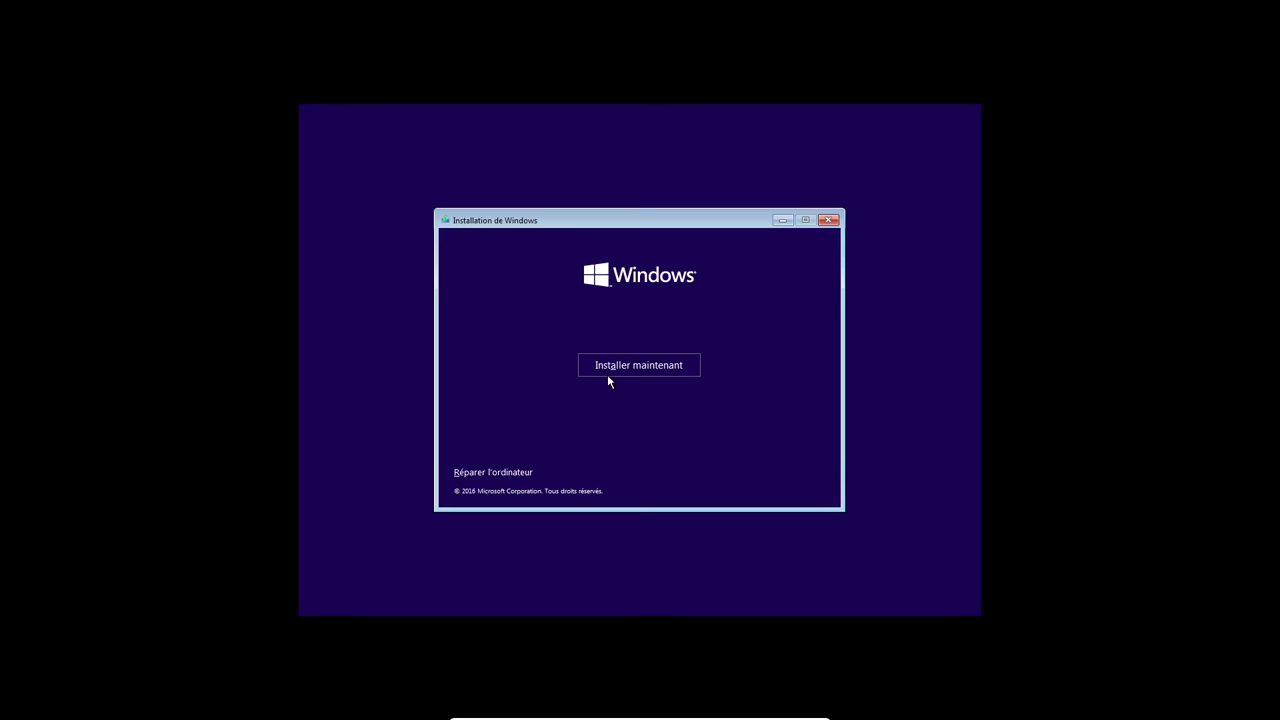 Installation de Windows
Windows
Installer maintenant
Réparer l'ordinateur
© 2016 Microsoft Corporation. Tous droits réservés.